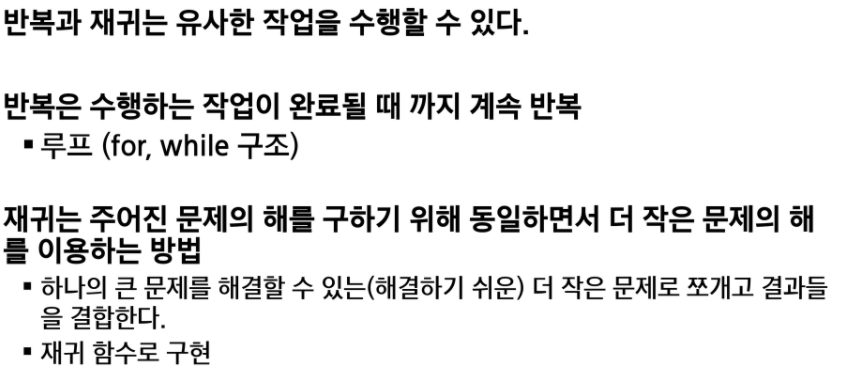 반복과 재귀는 유사한 작업을 수행할 수 있다.
반복은 수행하는 작업이 완료될 때 까지 계속 반복
▪ 루프 (for, while 구조)
재귀는 주어진 문제의 해를 구하기 위해 동일하면서 더 작은 문제의 해
를 이용하는 방법
▪ 하나의 큰 문제를 해결할 수 있는(해결하기 쉬운) 더 작은 문제로 쪼개고 결과들
을 결합한다.
▪ 재귀 함수로 구현